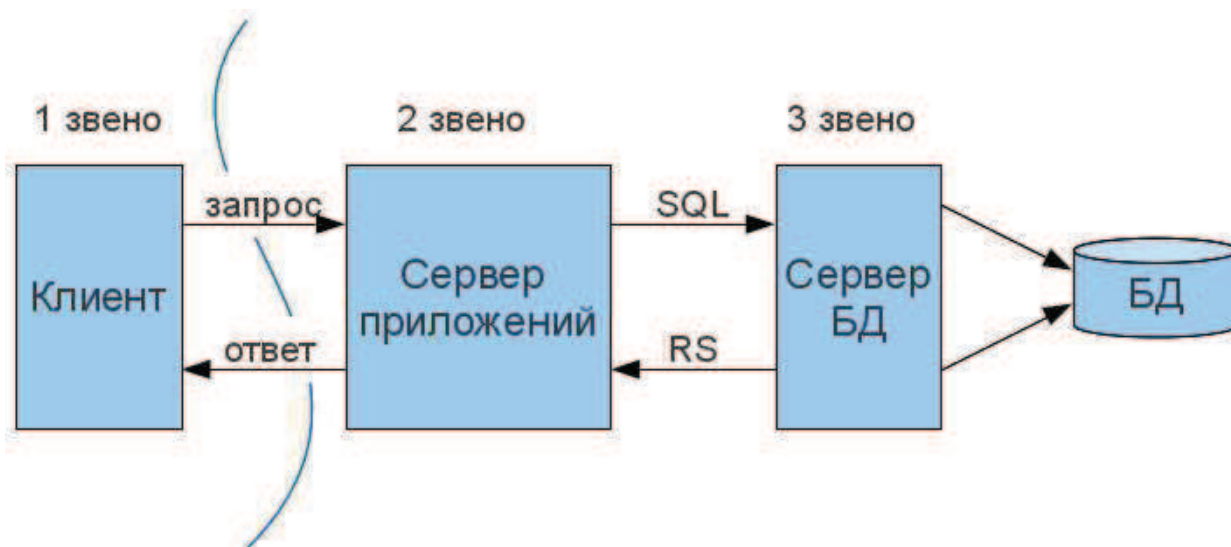 1 звено
2 звено
3 звено
запрос
SQL
Клиент
Сервер
приложений
Сервер
БД
БД
ответ
RS